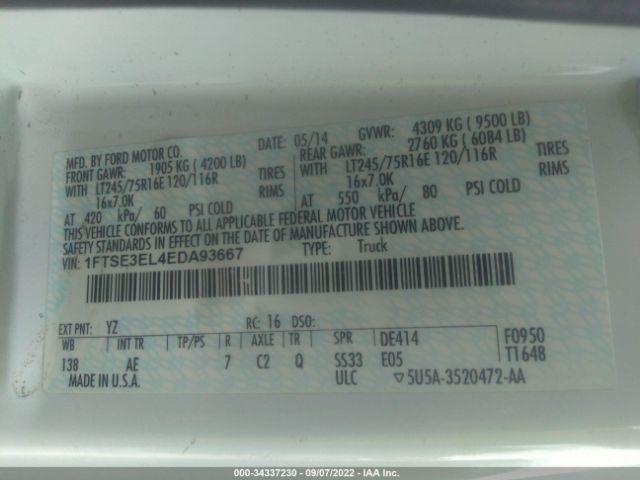 MFD. BY FORD MOTOR CO. DATE: 05/14 GVWR: 4309 KG ( 9500 LB)
FRONT GAWR: 1905 KG ( 4200 LB) REAR GAWR: 2760 KG ( 6084 LB)
WITH LT245/75R16E 120/116R TIRES WITH LT245/75R16E 120/116R TIRES
16x7.0K RIMS 16x7.0K RIMS
AT 420 kPa/ 60 PSI COLD AT 550 kPa/ 80 PSI COLD
THIS VEHICLE CONFORMS TO ALL APPLICABLE FEDERAL MOTOR VEHICLE
SAFETY STANDARDS IN EFFECT ON THE DATE OF MANUFACTURE SHOWN ABOVE.
VIN: 1FTSE3EL4EDA93667 TYPE: Truck
EXT PNT: YZ RC: 16 DSO:
WB INT TR TP/PS R AXLE TR SPR DE414 F0950
138 AE 7 C2 Q SS33 E05 T1648
MADE IN U.S.A. ULC 5U5A-3520472-AA
000-34337230 - 09/07/2022 - IAA Inc.